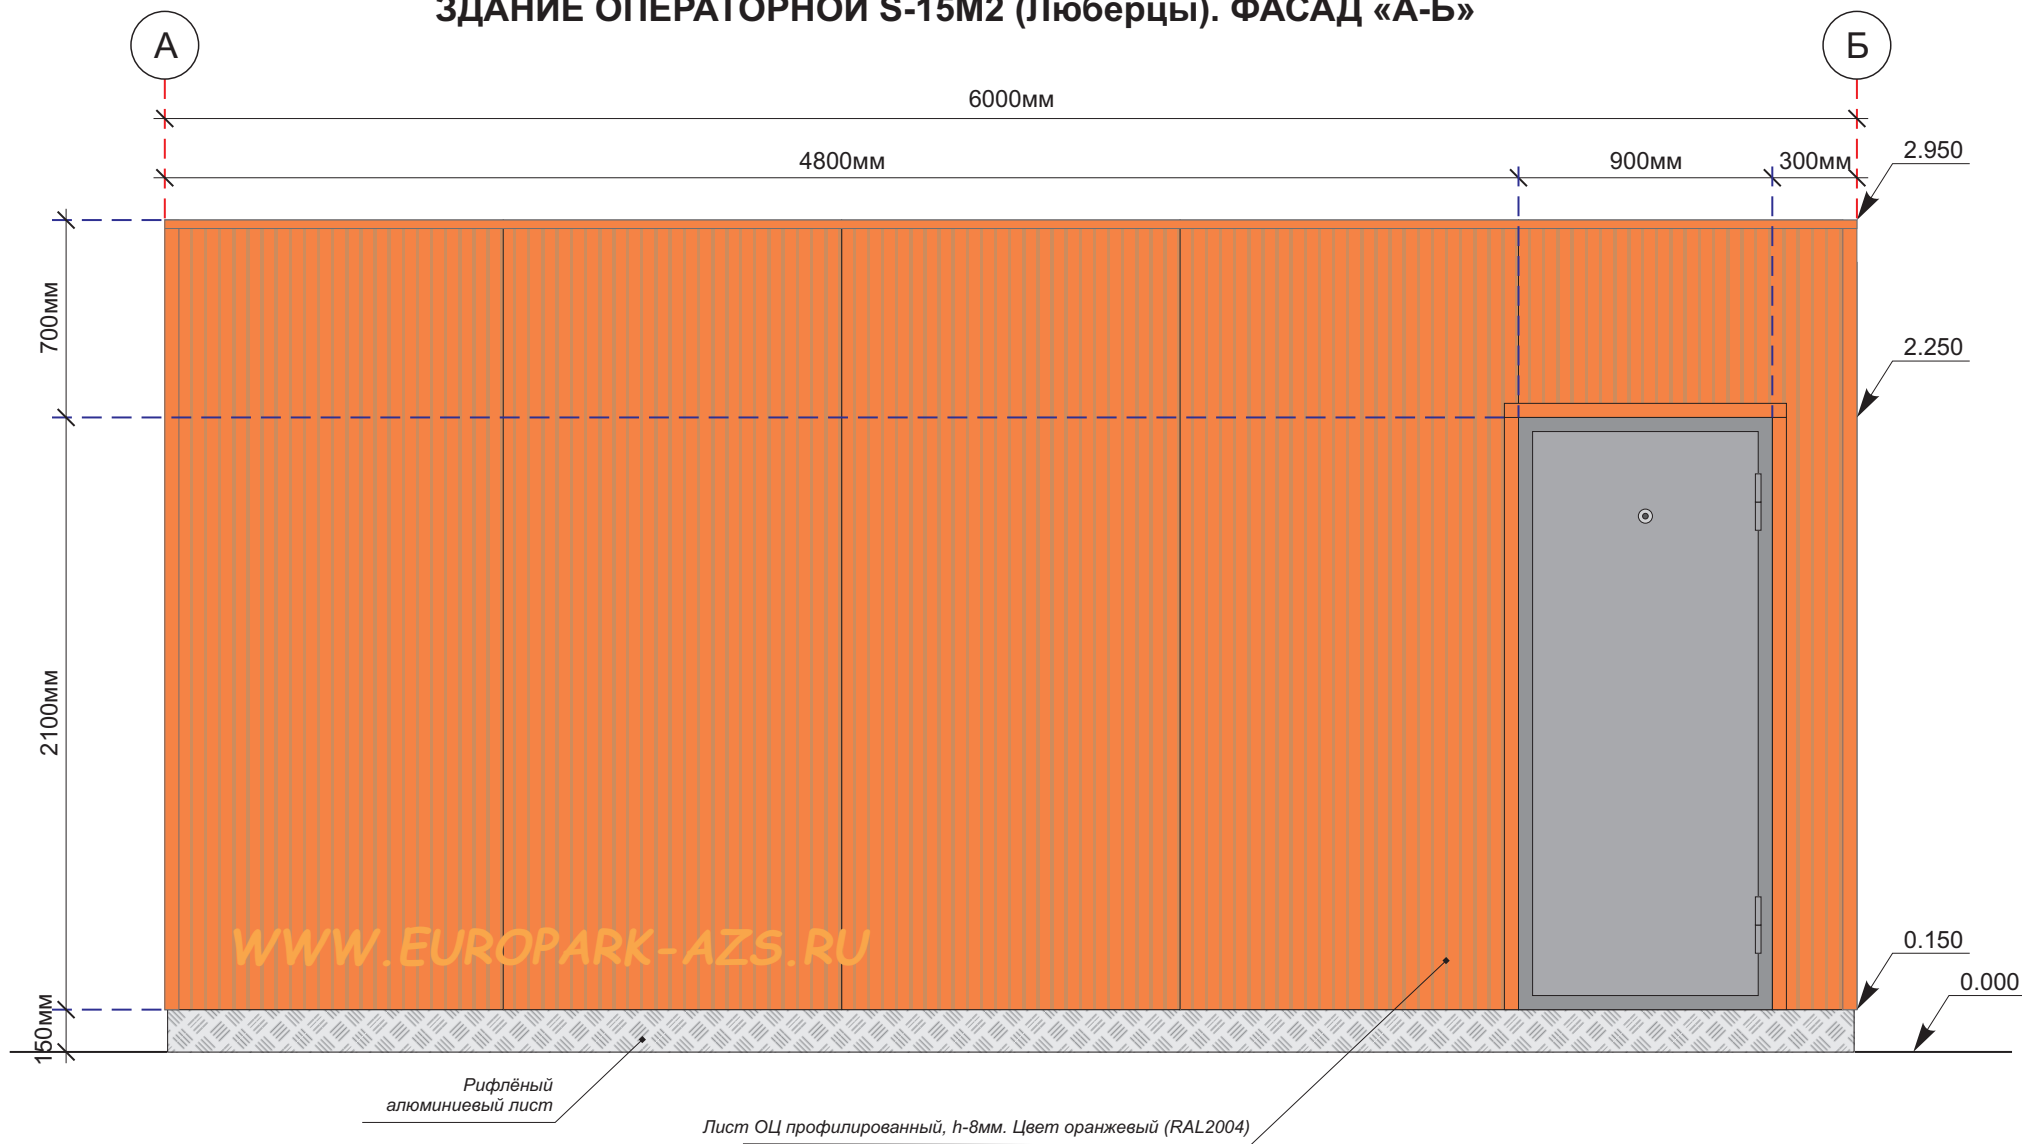 ЗДАНИЕ ОПЕРАТОРНОЙ S-15М2 (Люберцы). ФАСАД «А-Б»
А
Б
6000мм
4800мм
900мм
300мм
2.950
700мм
2.250
2100мм
WWW.EUROPARK-AZS.RU
0.150
0.000
150мм
Рифлёный
алюминиевый лист
Лист ОЦ профилированный, h-8мм. Цвет оранжевый (RAL2004)